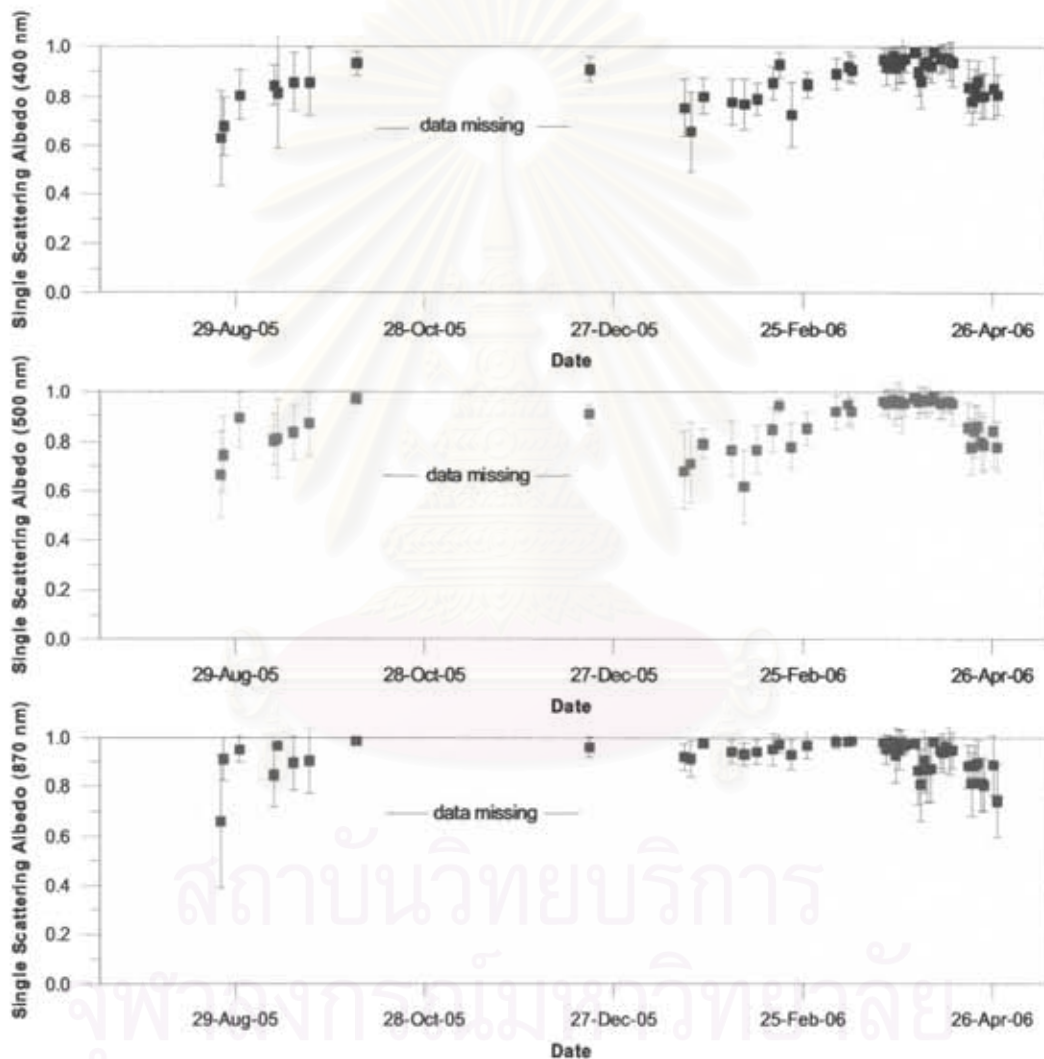 Single Scattering Albedo (400 nm)
1.0
0.8
0.6
0.4
0.2
0.0
data missing
29-Aug-05 28-Oct-05 27-Dec-05 25-Feb-06 26-Apr-06
Date
Single Scattering Albedo (500 nm)
1.0
0.8
0.6
0.4
0.2
0.0
data missing
29-Aug-05 28-Oct-05 27-Dec-05 25-Feb-06 26-Apr-06
Date
Single Scattering Albedo (870 nm)
1.0
0.8
0.6
0.4
0.2
0.0
data missing
29-Aug-05 28-Oct-05 27-Dec-05 25-Feb-06 26-Apr-06
Date
สถาบันวิทยบริการ
จุฬาลงกรณ์มหาวิทยาลัย